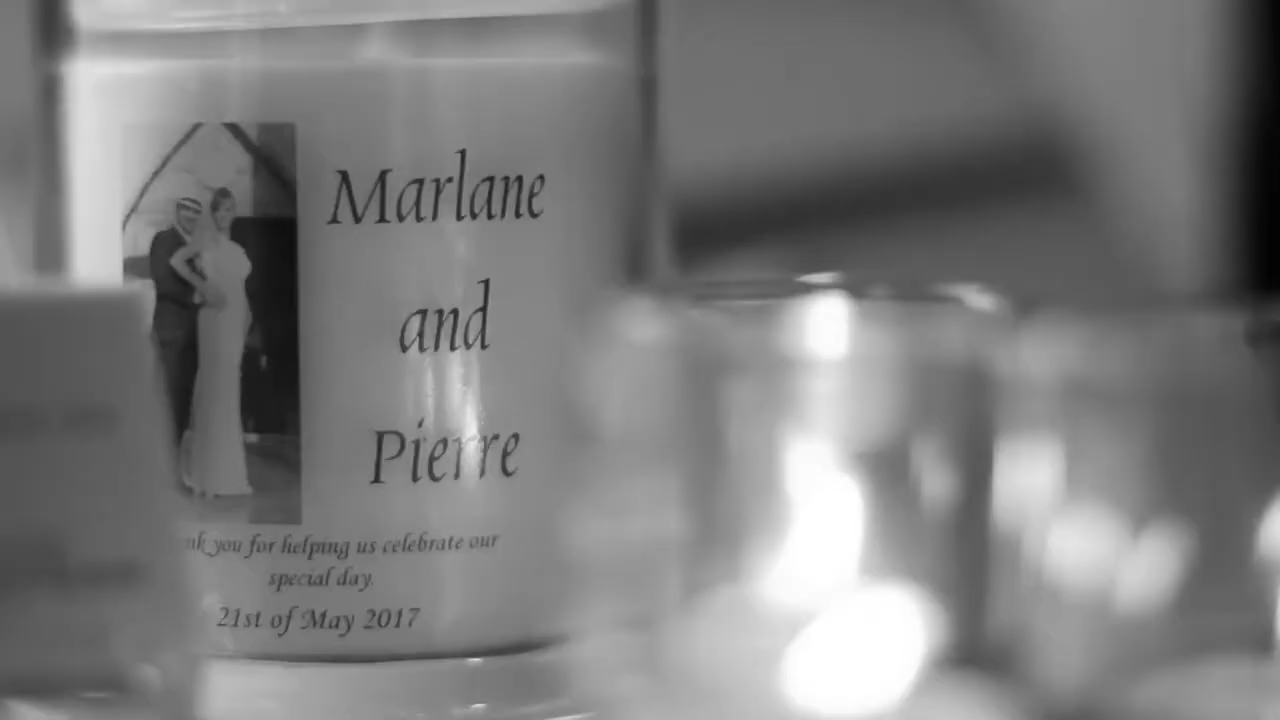 Marlane
and
Pierre
you for helping us celebrate our
special day.
21st of May 2017